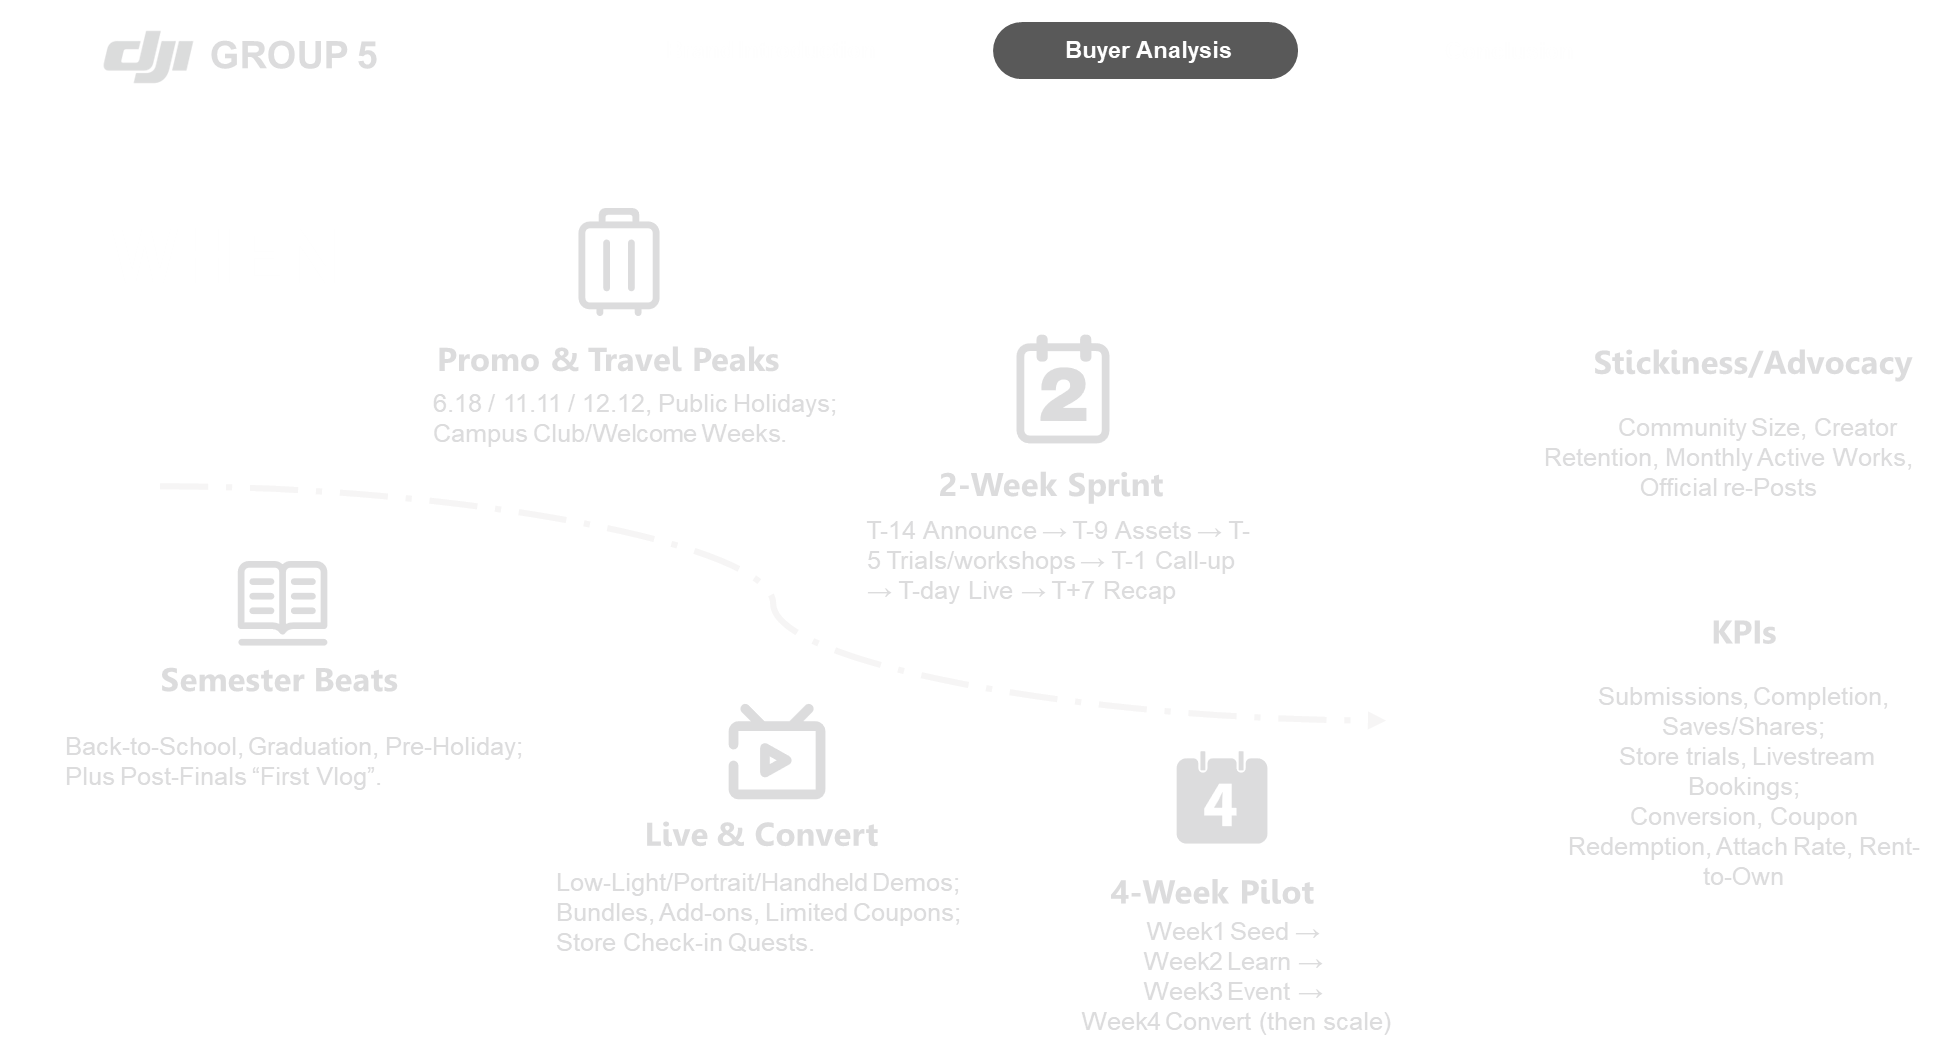 dji GROUP 5
Buyer Analysis
Promo & Travel Peaks
6.18 / 11.11 / 12.12, Public Holidays;
Campus Club/Welcome Weeks.
2
2-Week Sprint
T-14 Announce → T-9 Assets → T-
5 Trials/workshops → T-1 Call-up
→ T-day Live → T+7 Recap
Semester Beats
Back-to-School, Graduation, Pre-Holiday;
Plus Post-Finals “First Vlog”.
Live & Convert
Low-Light/Portrait/Handheld Demos;
Bundles, Add-ons, Limited Coupons;
Store Check-in Quests.
4
4-Week Pilot
Week1 Seed →
Week2 Learn →
Week3 Event →
Week4 Convert (then scale)
Stickiness/Advocacy
Community Size, Creator
Retention, Monthly Active Works,
Official re-Posts
KPIs
Submissions, Completion,
Saves/Shares;
Store trials, Livestream
Bookings;
Conversion, Coupon
Redemption, Attach Rate, Rent-
to-Own